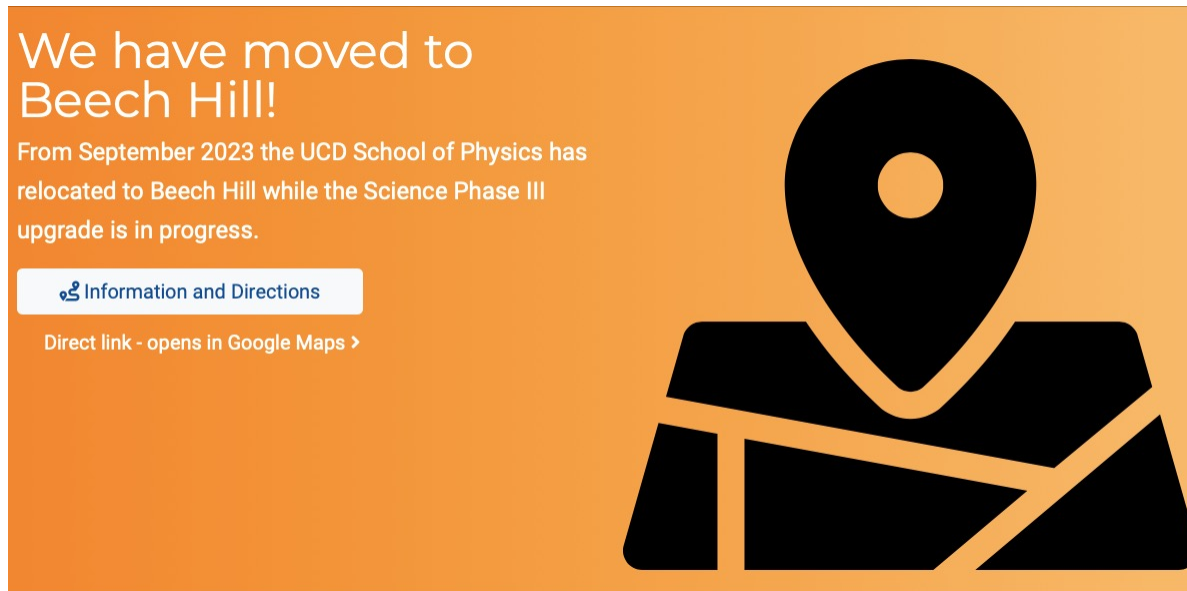 We have moved to
Beech Hill!
From September 2023 the UCD School of Physics has
relocated to Beech Hill while the Science Phase III
upgrade is in progress.
Information and Directions
Direct link - opens in Google Maps >